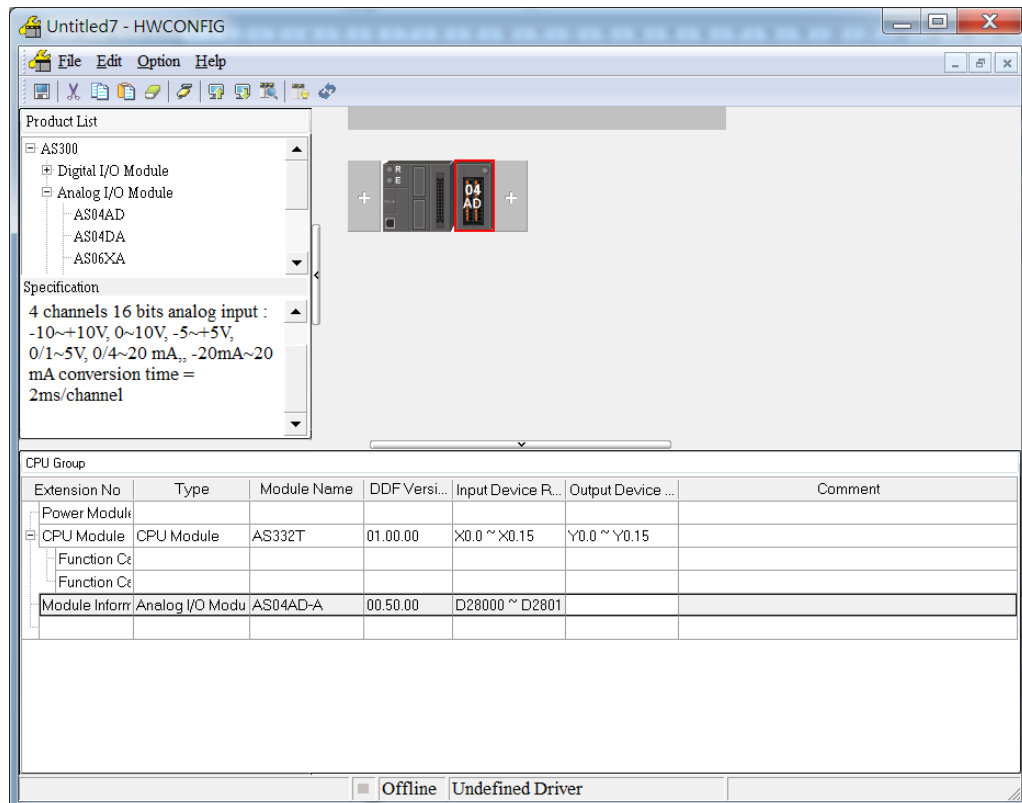 Untitled7 - HWCONFIG
File Edit Option Help
Product List
AS300
Digital I/O Module
Analog I/O Module
AS04AD
AS04DA
AS06XA
R
E
04
AD
Specification
4 channels 16 bits analog input :
-10~+10V, 0~10V, -5~+5V,
0/1~5V, 0/4~20 mA,, -20mA~20
mA conversion time =
2ms/channel
CPU Group
Extension No Type Module Name DDF Versi... Input Device R... Output Device ... Comment
Power Module
CPU Module CPU Module AS332T 01.00.00 X0.0 ~ X0.15 Y0.0 ~ Y0.15
Function Ca
Function Ca
Module Inform Analog I/O Modu AS04AD-A 00.50.00 D28000 ~ D2801
Offline Undefined Driver